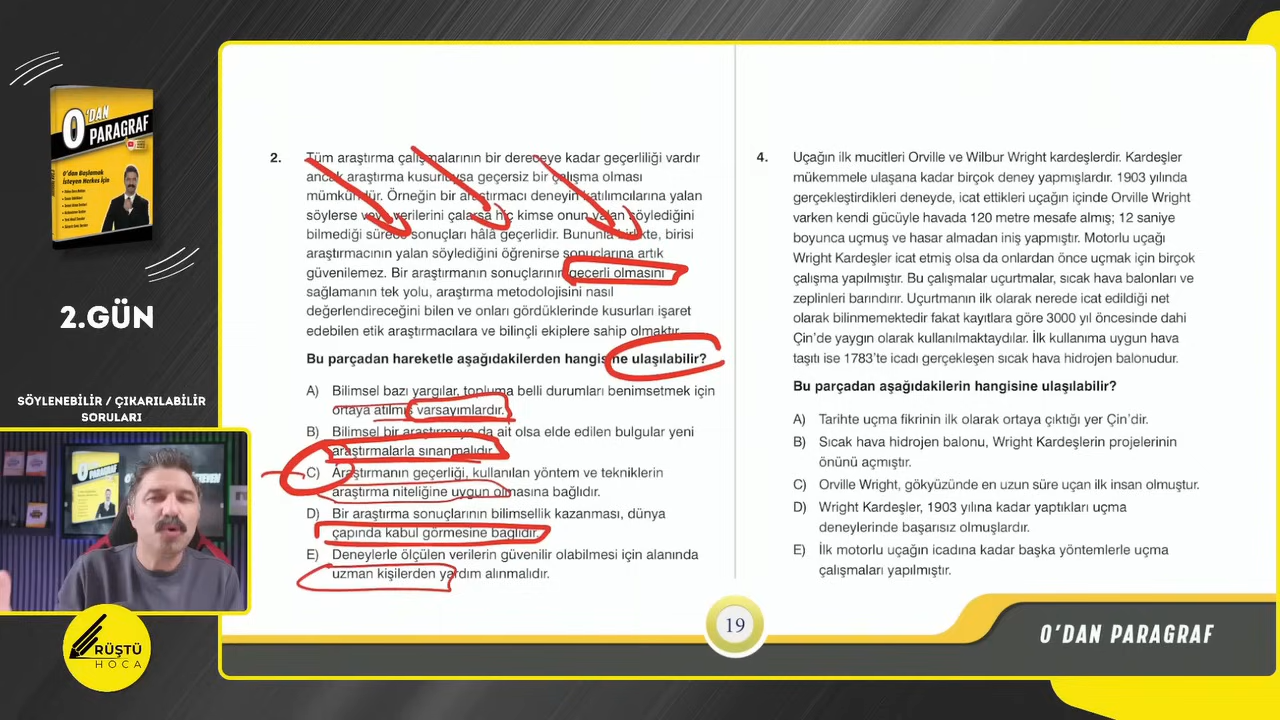 O'DAN
PARAGRAF
O'dan Başlamak
İsteyen Herkes İçin
2.GÜN
SÖYLENEBİLİR / ÇIKARILABİLİR
SORULARI
RÜŞTÜ
HOCA
2.
Tüm araştırma çalışmalarının bir dereceye kadar geçerliliği vardır
ancak araştırma kusurluysa geçersiz bir çalışma olması
mümkündür. Örneğin bir araştırmacı deneyin katılımcılarına yalan
söylerse veya verilerini çalarsa hiç kimse onun yalan söylediğini
bilmediği sürece sonuçları hâlâ geçerlidir. Bununla birlikte, birisi
araştırmacının yalan söylediğini öğrenirse sonuçlarına artık
güvenilemez. Bir araştırmanın sonuçlarının geçerli olmasını
sağlamanın tek yolu, araştırma metodolojisini nasıl
değerlendireceğini bilen ve onları gördüklerinde kusurları işaret
edebilen etik araştırmacılara ve bilinçli ekiplere sahip olmaktır.
Bu parçadan hareketle aşağıdakilerden hangisine ulaşılabilir?
A) Bilimsel bazı yargılar, topluma belli durumları benimsetmek için
ortaya atılmış varsayımlardır.
B) Bilimsel bir araştırmaya da ait olsa elde edilen bulgular yeni
araştırmalarla sınanmalıdır.
C) Araştırmanın geçerliği, kullanılan yöntem ve tekniklerin
araştırma niteliğine uygun olmasına bağlıdır.
D) Bir araştırma sonuçlarının bilimsellik kazanması, dünya
çapında kabul görmesine bağlıdır.
E) Deneylerle ölçülen verilerin güvenilir olabilmesi için alanında
uzman kişilerden yardım alınmalıdır.
4.
Uçağın ilk mucitleri Orville ve Wilbur Wright kardeşlerdir. Kardeşler
mükemmele ulaşana kadar birçok deney yapmışlardır. 1903 yılında
gerçekleştirdikleri deneyde, icat ettikleri uçağın içinde Orville Wright
varken kendi gücüyle havada 120 metre mesafe almış; 12 saniye
boyunca uçmuş ve hasar almadan iniş yapmıştır. Motorlu uçağı
Wright Kardeşler icat etmiş olsa da onlardan önce uçmak için birçok
çalışma yapılmıştır. Bu çalışmalar uçurtmalar, sıcak hava balonları ve
zeplinleri barındırır. Uçurtmanın ilk olarak nerede icat edildiği net
olarak bilinmemektedir fakat kayıtlara göre 3000 yıl öncesinde dahi
Çin'de yaygın olarak kullanılmaktaydılar. İlk kullanıma uygun hava
taşıtı ise 1783'te icadı gerçekleşen sıcak hava hidrojen balonudur.
Bu parçadan aşağıdakilerin hangisine ulaşılabilir?
A) Tarihte uçma fikrinin ilk olarak ortaya çıktığı yer Çin'dir.
B) Sıcak hava hidrojen balonu, Wright Kardeşlerin projelerinin
önünü açmıştır.
C) Orville Wright, gökyüzünde en uzun süre uçan ilk insan olmuştur.
D) Wright Kardeşler, 1903 yılına kadar yaptıkları uçma
deneylerinde başarısız olmuşlardır.
E) İlk motorlu uçağın icadına kadar başka yöntemlerle uçma
çalışmaları yapılmıştır.
19
O'DAN PARAGRAF